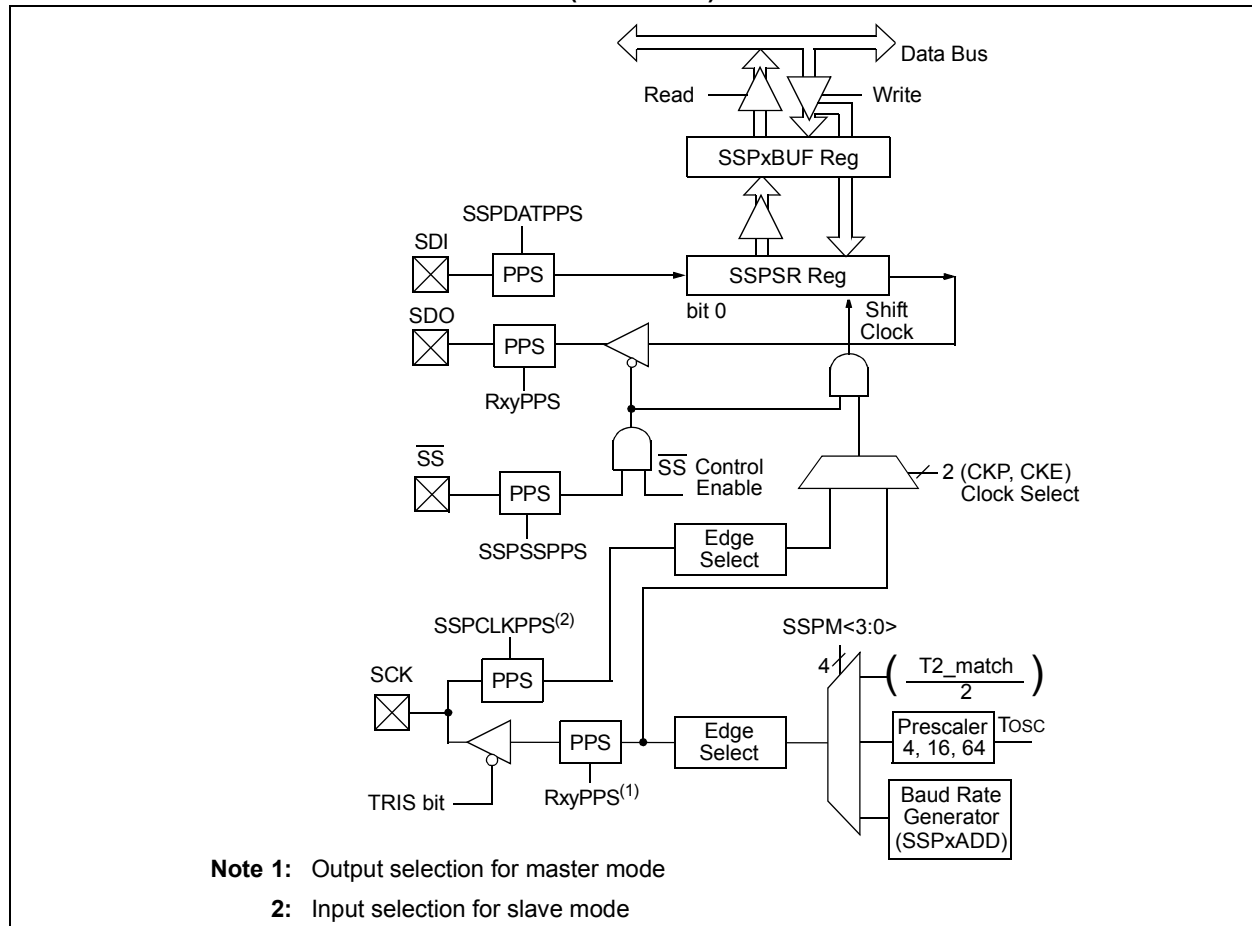 Data Bus
Read
Write
SSPxBUF Reg
SSPDATPPS
SDI
PPS
SSPSR Reg
bit 0
Shift
Clock
SDO
PPS
RxyPPS
SS
PPS
SS Control
Enable
2 (CKP, CKE)
Clock Select
SSPSSPPS
Edge
Select
SSPCLKPPS(2)
SSPM<3:0>
4
SCK
PPS
( T2_match
2 )
PPS
Edge
Select
Prescaler
4, 16, 64
TOSC
TRIS bit
RxyPPS(1)
Baud Rate
Generator
(SSPxADD)
Note 1: Output selection for master mode
2: Input selection for slave mode